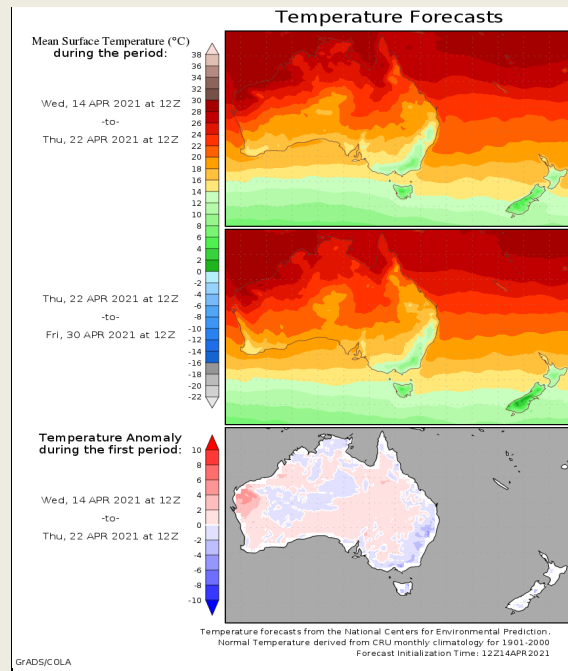 Temperature Forecasts
Mean Surface Temperature (°C)
during the period:
Wed, 14 APR 2021 at 12Z
-to-
Thu, 22 APR 2021 at 12Z
38
36
34
32
30
28
26
24
22
20
18
16
14
12
10
8
6
4
2
0
-2
-4
-6
-8
-10
-12
-14
-16
-18
-20
-22
Thu, 22 APR 2021 at 12Z
-to-
Fri, 30 APR 2021 at 12Z
Temperature Anomaly
during the first period:
Wed, 14 APR 2021 at 12Z
-to-
Thu, 22 APR 2021 at 12Z
10
8
6
4
2
0
-2
-4
-6
-8
-10
Temperature forecasts from the National Centers for Environmental Prediction.
Normal Temperature derived from CRU monthly climatology for 1901-2000
Forecast Initialization Time: 12Z14APR2021
GrADS/COLA